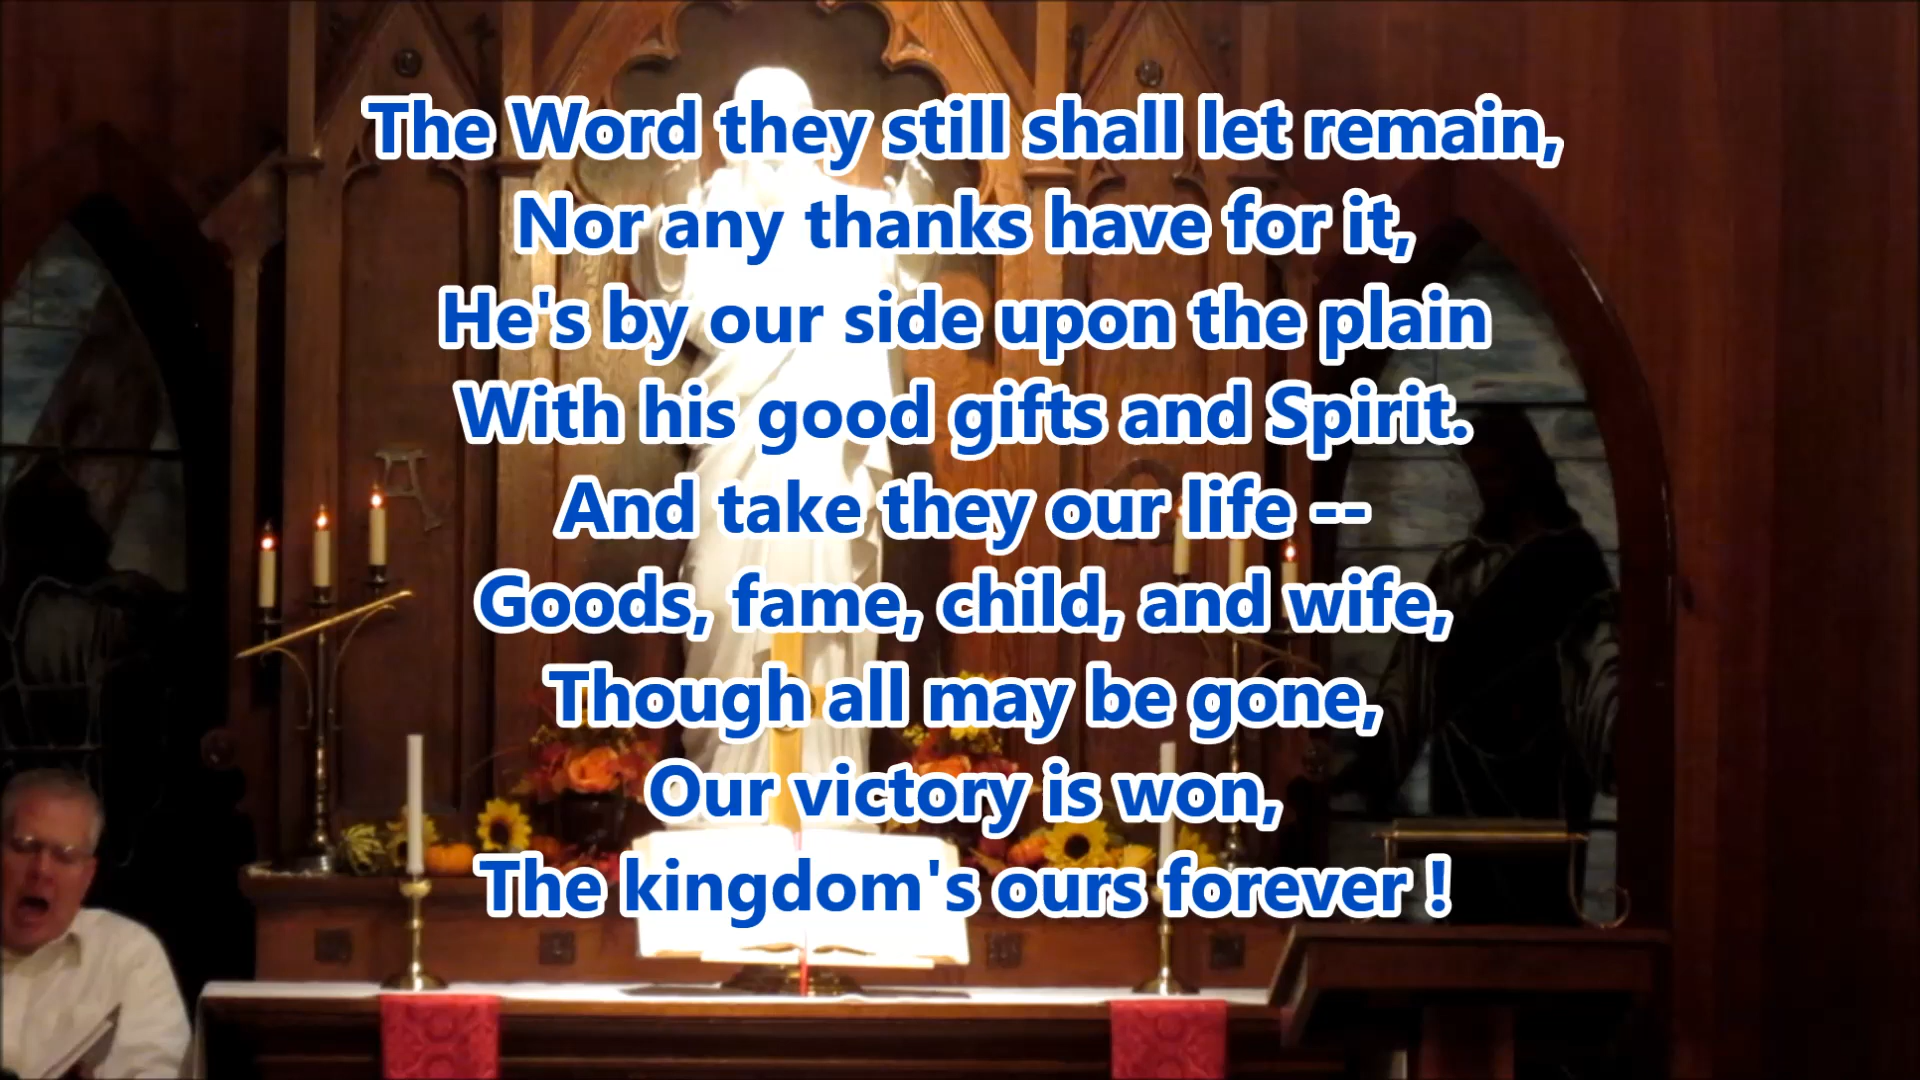 The Word they still shall let remain,
Nor any thanks have for it,
He's by our side upon the plain
With his good gifts and Spirit.
And take they our life --
Goods, fame, child, and wife,
Though all may be gone,
Our victory is won,
The kingdom's ours forever !